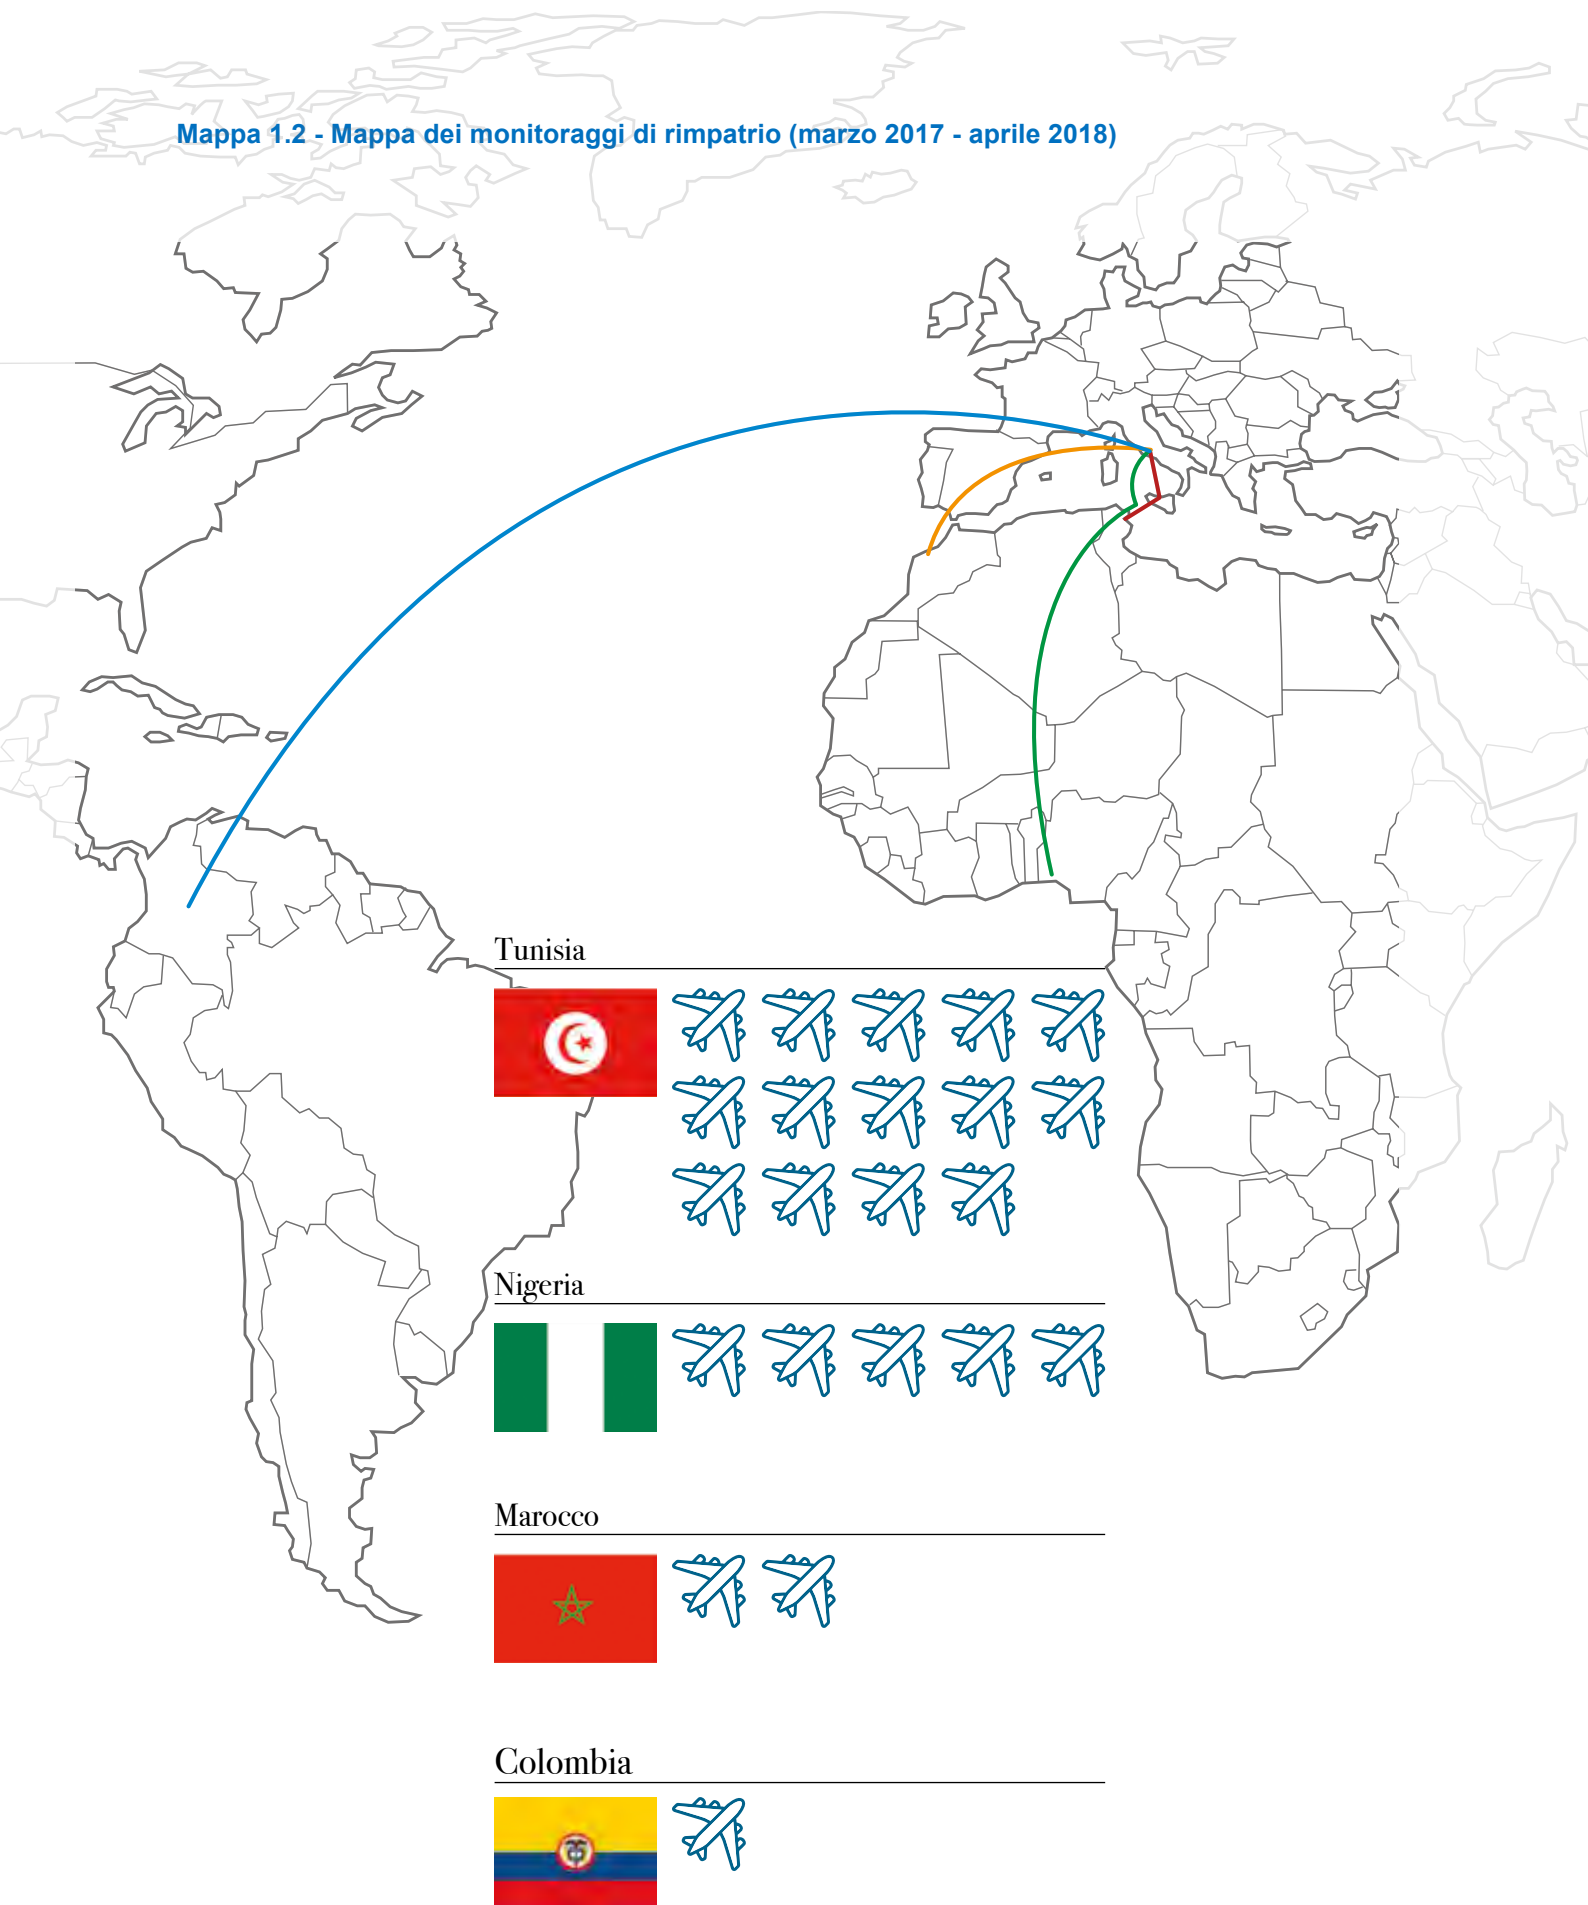 Mappa 1.2 - Mappa dei monitoraggi di rimpatrio (marzo 2017 - aprile 2018)
Tunisia
Nigeria
Marocco
Colombia